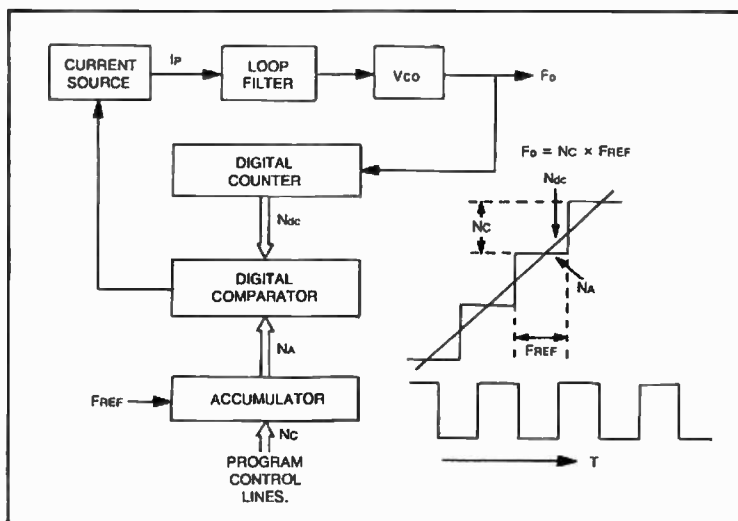 CURRENT
SOURCE
IP
LOOP
FILTER
VCO
FO
DIGITAL
COUNTER
Ndc
DIGITAL
COMPARATOR
NA
FREF
ACCUMULATOR
NC
PROGRAM
CONTROL
LINES.
FO = NC × FREF
Ndc
NC
NA
FREF
T